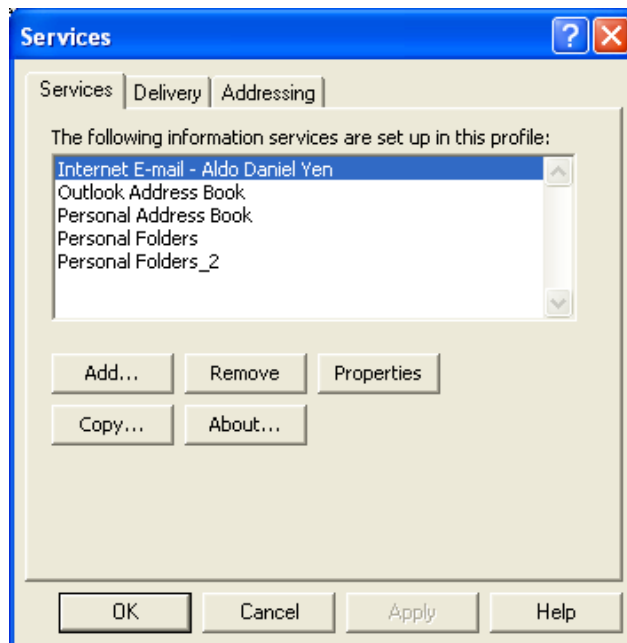 Services
Services Delivery Addressing
The following information services are set up in this profile:
Internet E-mail - Aldo Daniel Yen
Outlook Address Book
Personal Address Book
Personal Folders
Personal Folders_2
Add... Remove Properties
Copy... About...
OK Cancel Apply Help